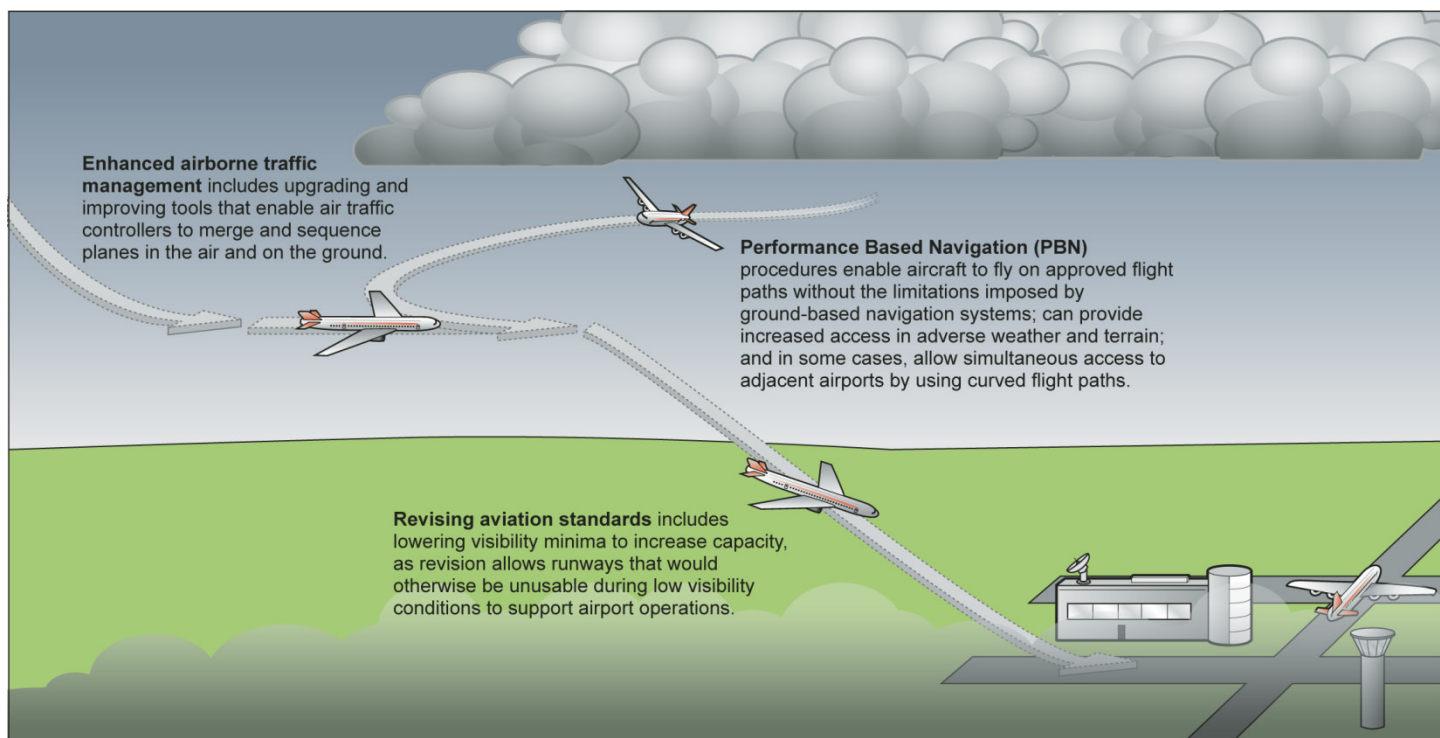 Enhanced airborne traffic
management includes upgrading and
improving tools that enable air traffic
controllers to merge and sequence
planes in the air and on the ground.
Performance Based Navigation (PBN)
procedures enable aircraft to fly on approved flight
paths without the limitations imposed by
ground-based navigation systems; can provide
increased access in adverse weather and terrain;
and in some cases, allow simultaneous access to
adjacent airports by using curved flight paths.
Revising aviation standards includes
lowering visibility minima to increase capacity,
as revision allows runways that would
otherwise be unusable during low visibility
conditions to support airport operations.